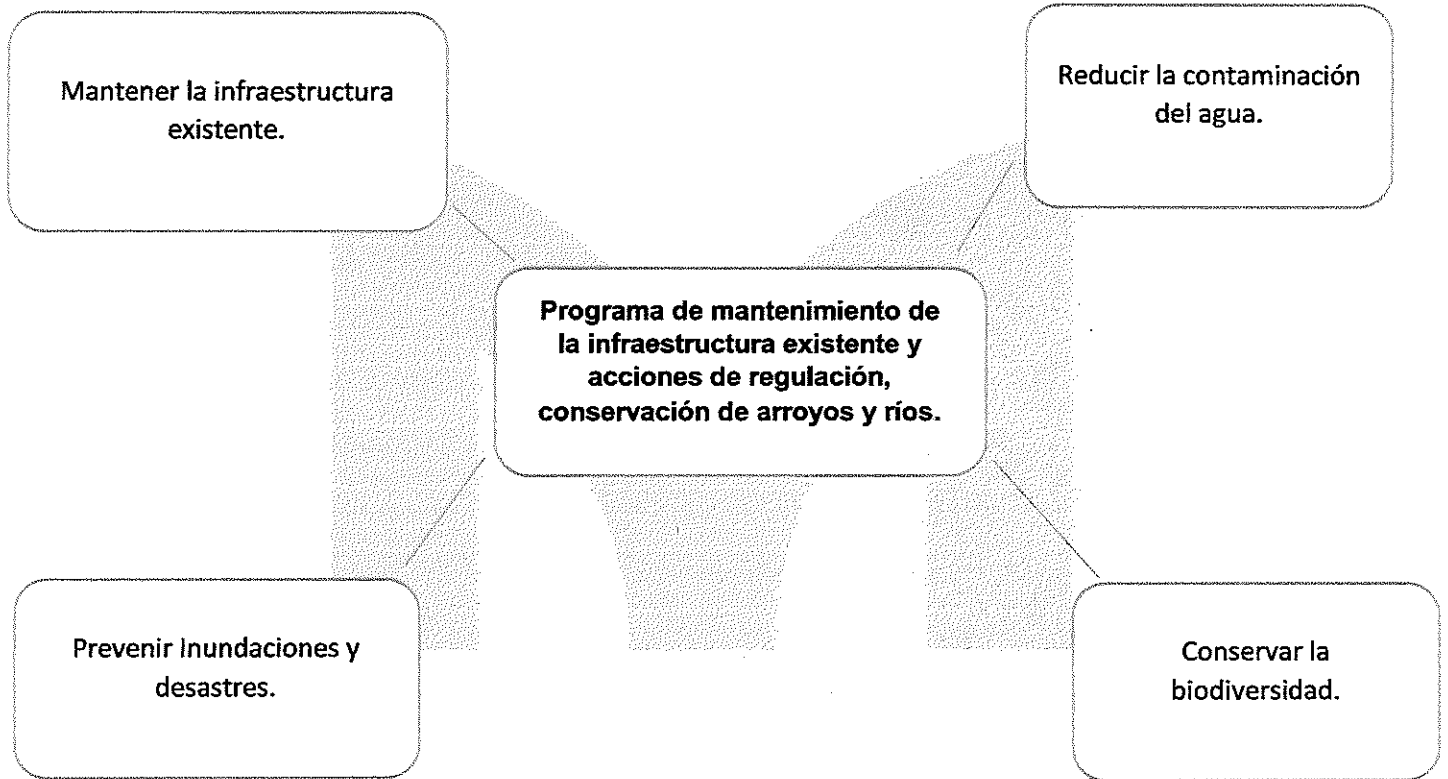 Mantener la infraestructura
existente.
Reducir la contaminación
del agua.
Programa de mantenimiento de
la infraestructura existente y
acciones de regulación,
conservación de arroyos y ríos.
Prevenir Inundaciones y
desastres.
Conservar la
biodiversidad.